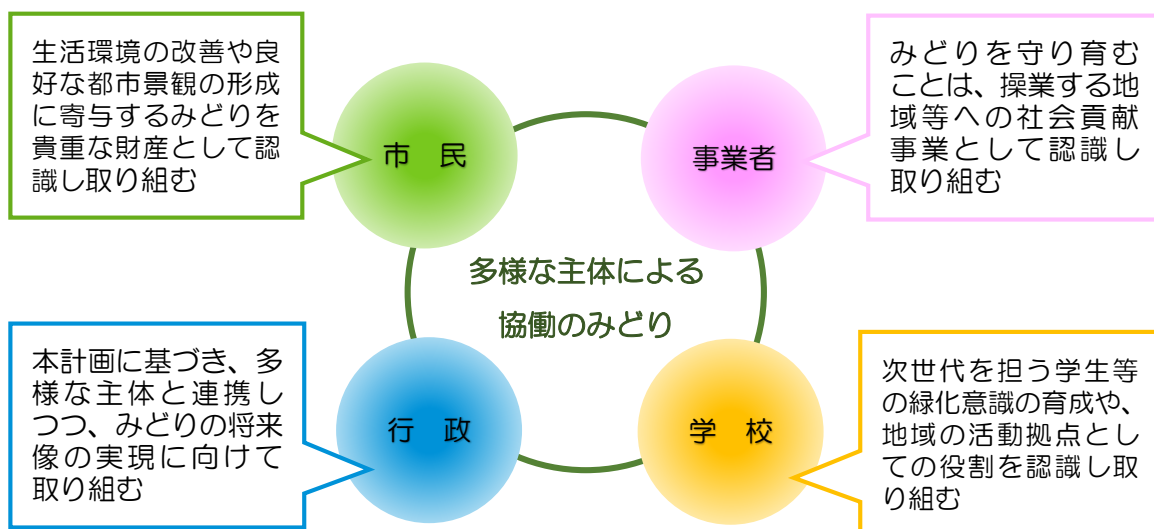 生活環境の改善や良
好な都市景観の形成
に寄与するみどりを
貴重な財産として認
識し取り組む
市　民
事業者
みどりを守り育む
ことは、操業する地
域等への社会貢献
事業として認識し
取り組む
多様な主体による
協働のみどり
本計画に基づき、多
様な主体と連携し
つつ、みどりの将来
像の実現に向けて
取り組む
行　政
学　校
次世代を担う学生等
の緑化意識の育成や、
地域の活動拠点とし
ての役割を認識し取
り組む